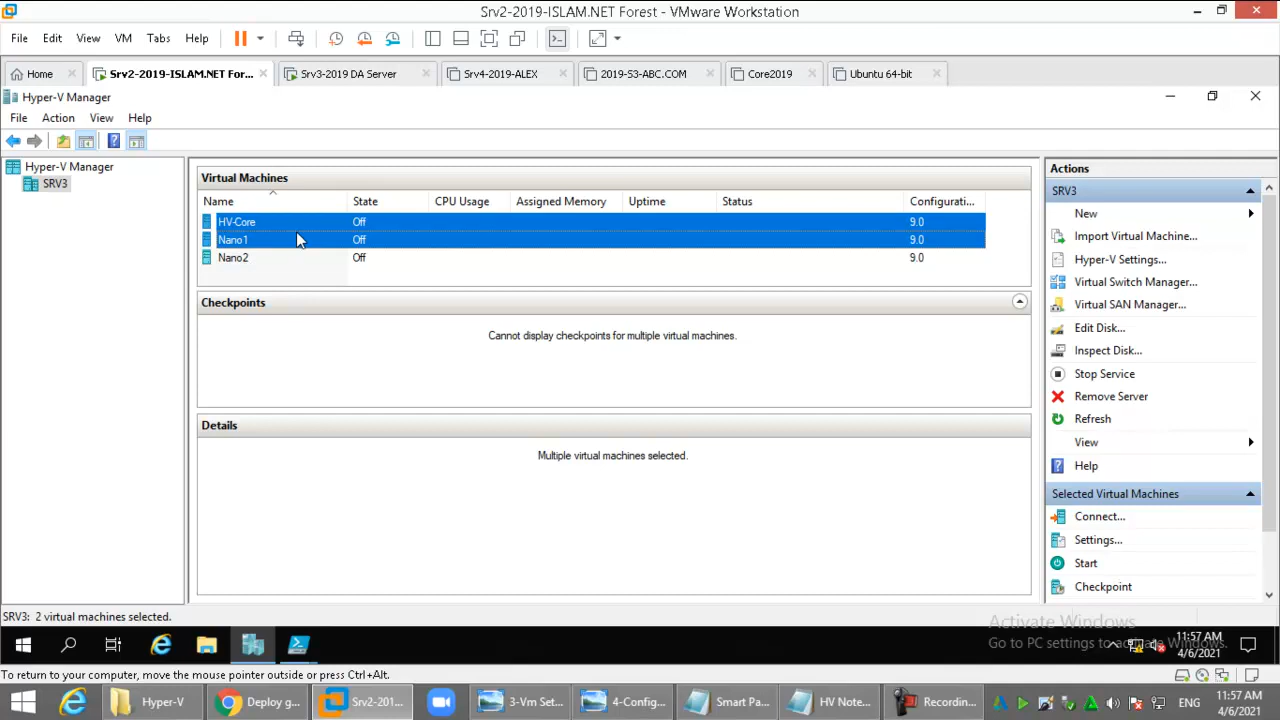 Srv2-2019-ISLAM.NET Forest - VMware Workstation
File Edit View VM Tabs Help
Home Srv2-2019-ISLAM.NET For... Srv3-2019 DA Server Srv4-2019-ALEX 2019-S3-ABC.COM Core2019 Ubuntu 64-bit
Hyper-V Manager
File Action View Help
Hyper-V Manager
SRV3
Virtual Machines
Name State CPU Usage Assigned Memory Uptime Status Configurati...
HV-Core Off 9.0
Nano1 Off 9.0
Nano2 Off 9.0
Checkpoints
Cannot display checkpoints for multiple virtual machines.
Details
Multiple virtual machines selected.
Actions
SRV3
New
Import Virtual Machine...
Hyper-V Settings...
Virtual Switch Manager...
Virtual SAN Manager...
Edit Disk...
Inspect Disk...
Stop Service
Remove Server
Refresh
View
Help
Selected Virtual Machines
Connect...
Settings...
Start
Checkpoint
SRV3: 2 virtual machines selected.
Activate Windows
Go to PC settings to activate Windows.
11:57 AM
4/6/2021
To return to your computer, move the mouse pointer outside or press Ctrl+Alt.
Hyper-V Deploy g... Srv2-201... 3-Vm Set... 4-Config... Smart Pa... HV Note... Recordin... ENG 11:57 AM
4/6/2021